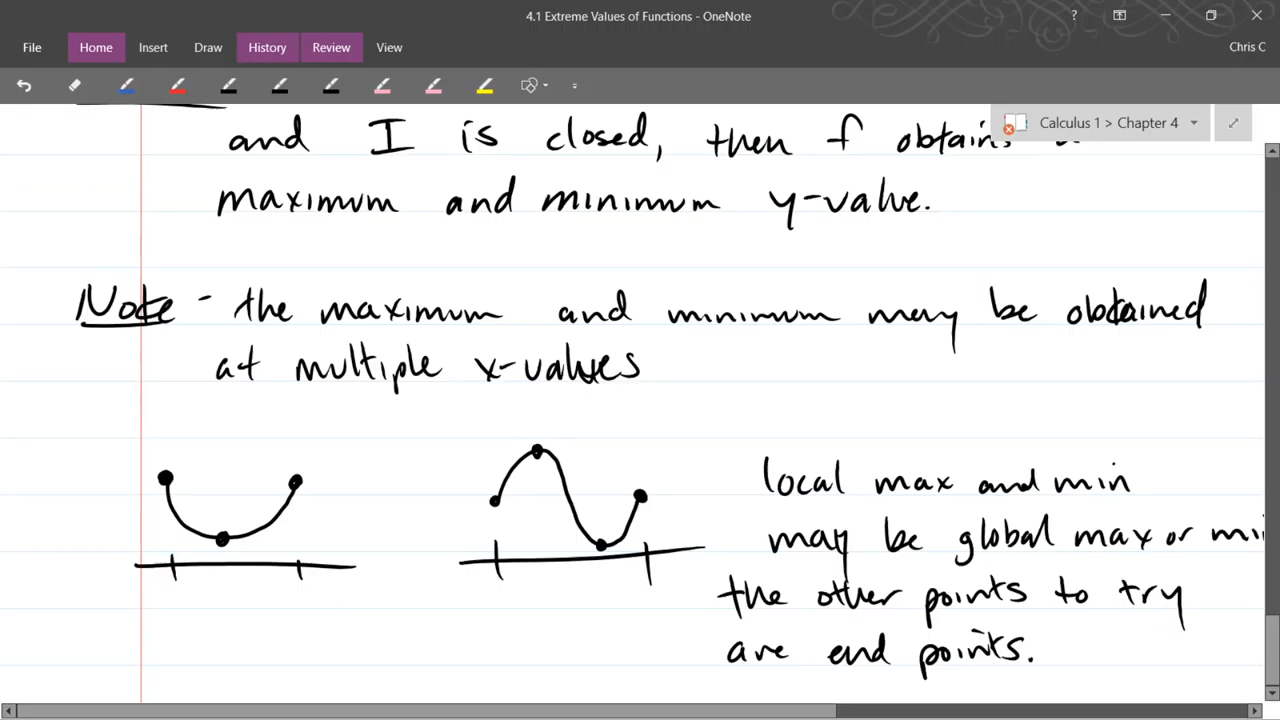 4.1 Extreme Values of Functions - OneNote
?
File Home Insert Draw History Review View
Chris C
Calculus 1 > Chapter 4
and I is closed, then f obtains a
maximum and minimum y-value.
Note - the maximum and minimum may be obtained
at multiple x-values
local max and min
may be global max or mi
the other points to try
are end points.